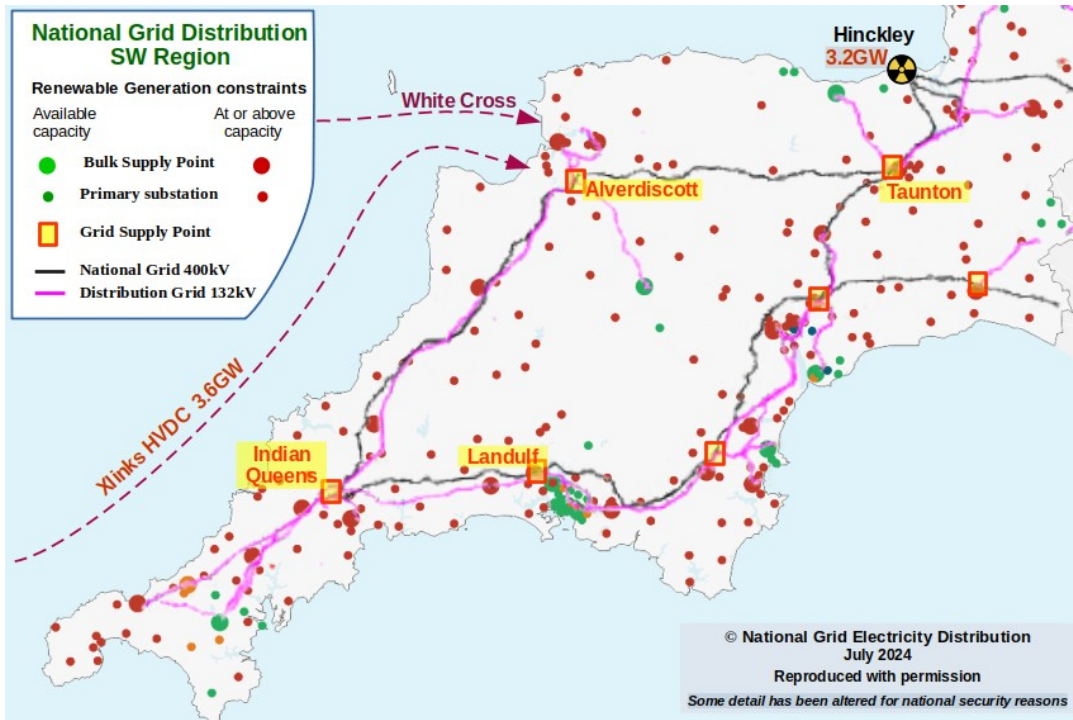 National Grid Distribution
SW Region
Renewable Generation constraints
Available
capacity
At or above
capacity
Bulk Supply Point
Primary substation
Grid Supply Point
National Grid 400kV
Distribution Grid 132kV
Hinckley
3.2GW
White Cross
Alverdiscott
Taunton
Xlinks HVDC 3.6GW
Indian
Queens
Landulf
© National Grid Electricity Distribution
July 2024
Reproduced with permission
Some detail has been altered for national security reasons